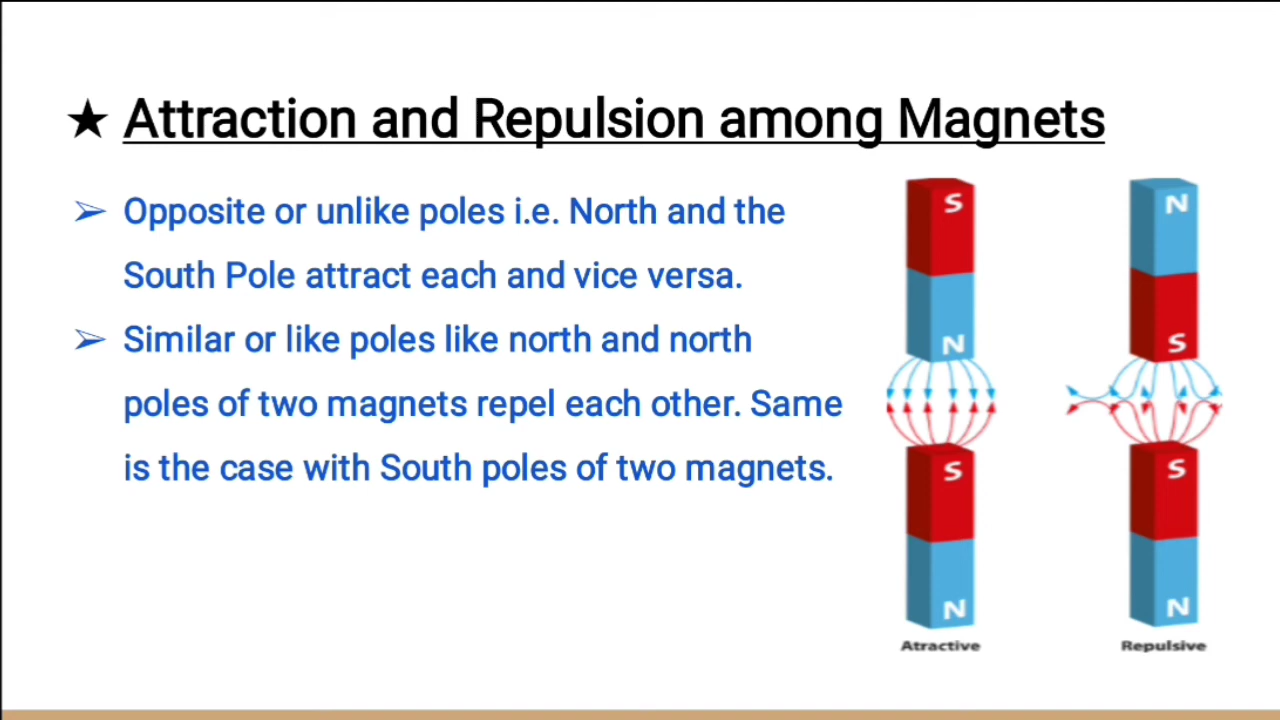 ★ Attraction and Repulsion among Magnets
➢ Opposite or unlike poles i.e. North and the
South Pole attract each and vice versa.
➢ Similar or like poles like north and north
poles of two magnets repel each other. Same
is the case with South poles of two magnets.
S
N
S
N
Atractive
N
S
S
N
Repulsive